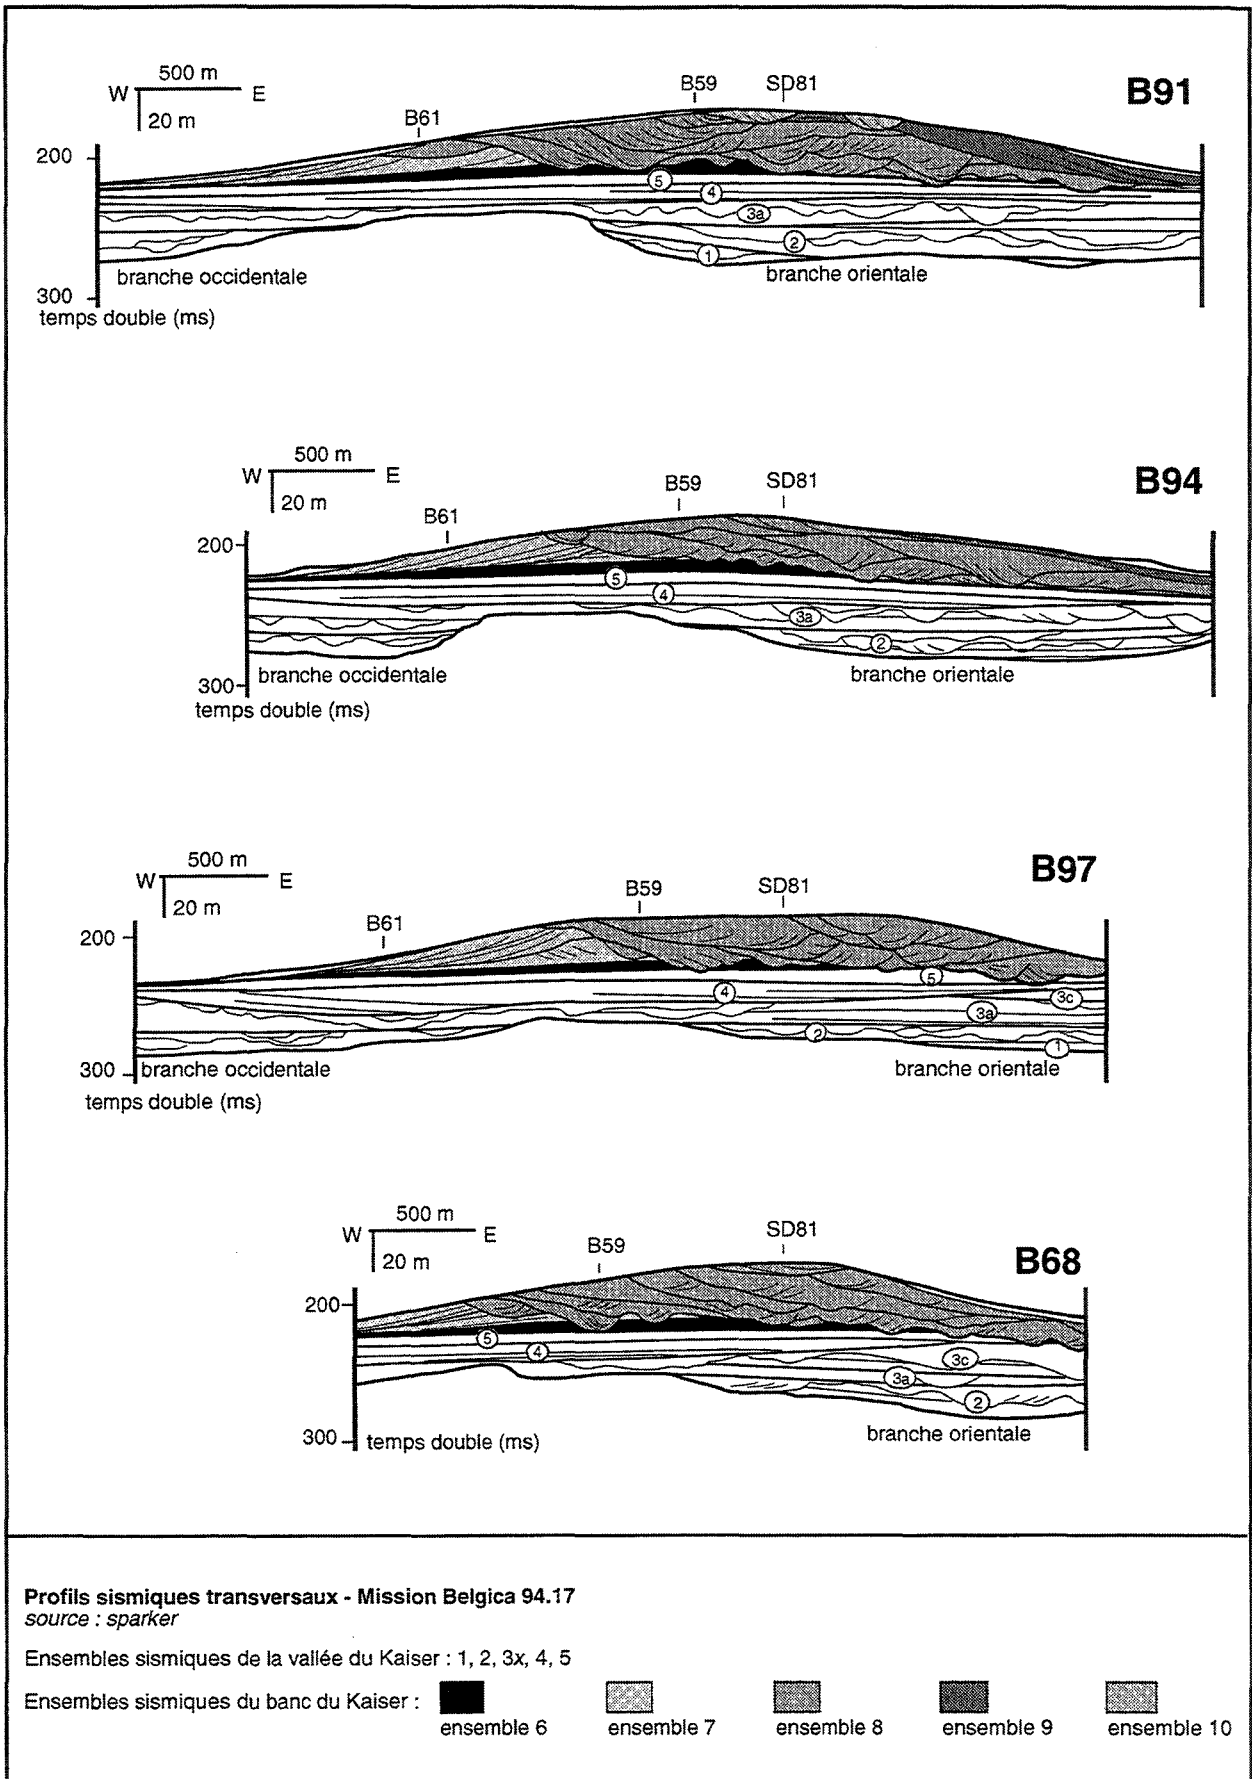 500 m
W E
20 m
B61
B59
SD81
B91
200
5
4
3a
2
1
branche occidentale
branche orientale
300
temps double (ms)
500 m
W E
20 m
B61
B59
SD81
B94
200
5
4
3a
2
branche occidentale
branche orientale
300
temps double (ms)
500 m
W E
20 m
B61
B59
SD81
B97
200
5
4
3c
3a
2
1
300
branche occidentale
branche orientale
temps double (ms)
500 m
W E
20 m
B59
SD81
B68
200
5
4
3c
3a
2
branche orientale
300
temps double (ms)
Profils sismiques transversaux - Mission Belgica 94.17
source : sparker
Ensembles sismiques de la vallée du Kaiser : 1, 2, 3x, 4, 5
Ensembles sismiques du banc du Kaiser :
ensemble 6 ensemble 7 ensemble 8 ensemble 9 ensemble 10